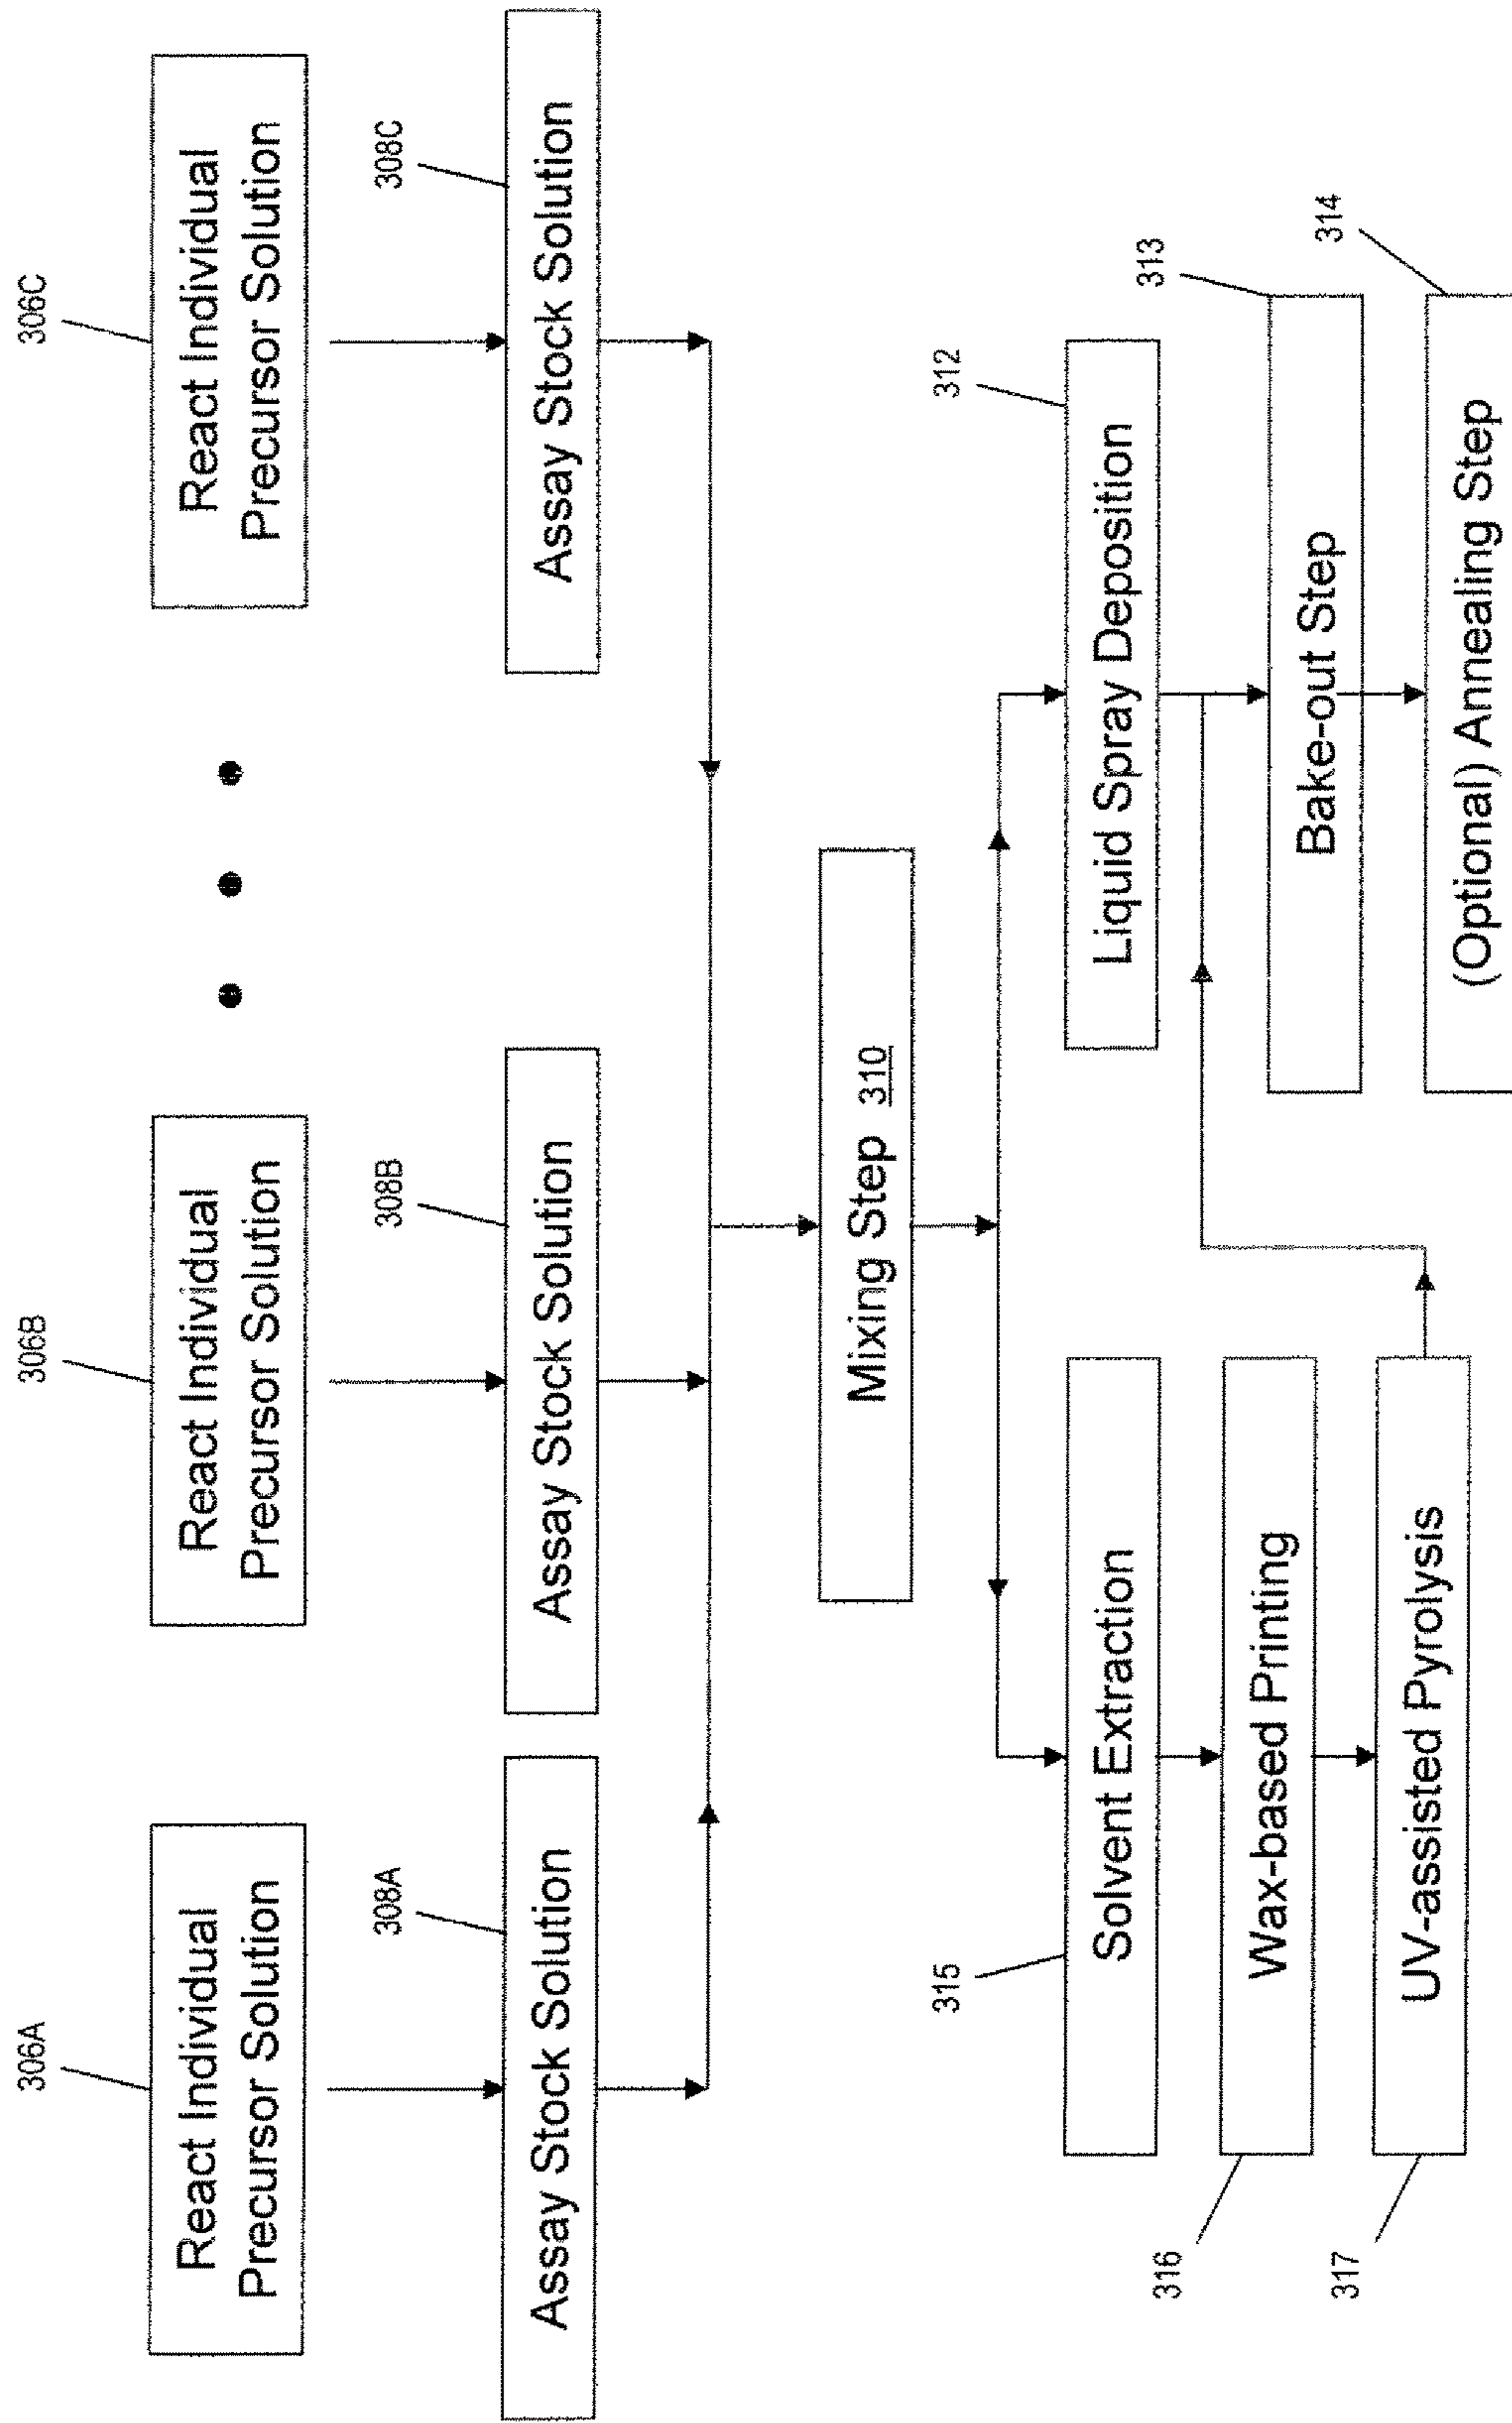 306A
306B
306C
React Individual
Precursor Solution
React Individual
Precursor Solution
React Individual
Precursor Solution
308A
308B
308C
Assay Stock Solution
Assay Stock Solution
Assay Stock Solution
Mixing Step 310
315
312
Solvent Extraction
Liquid Spray Deposition
316
313
Wax-based Printing
Bake-out Step
317
314
UV-assisted Pyrolysis
(Optional) Annealing Step